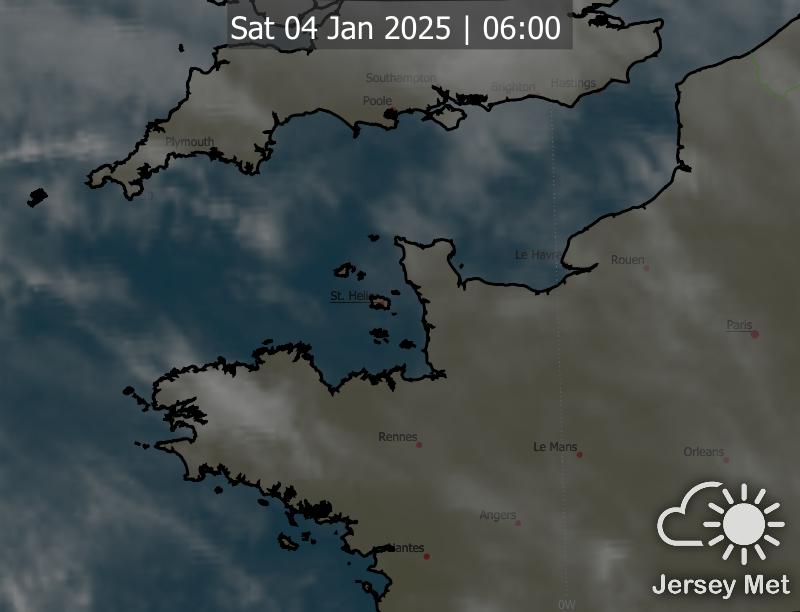 Sat 04 Jan 2025 | 06:00
Southampton
Brighton
Hastings
Poole
Plymouth
Le Havre
Rouen
St. Heli
Paris
Rennes
Le Mans
Orleans
Angers
Nantes
0W
Jersey Met